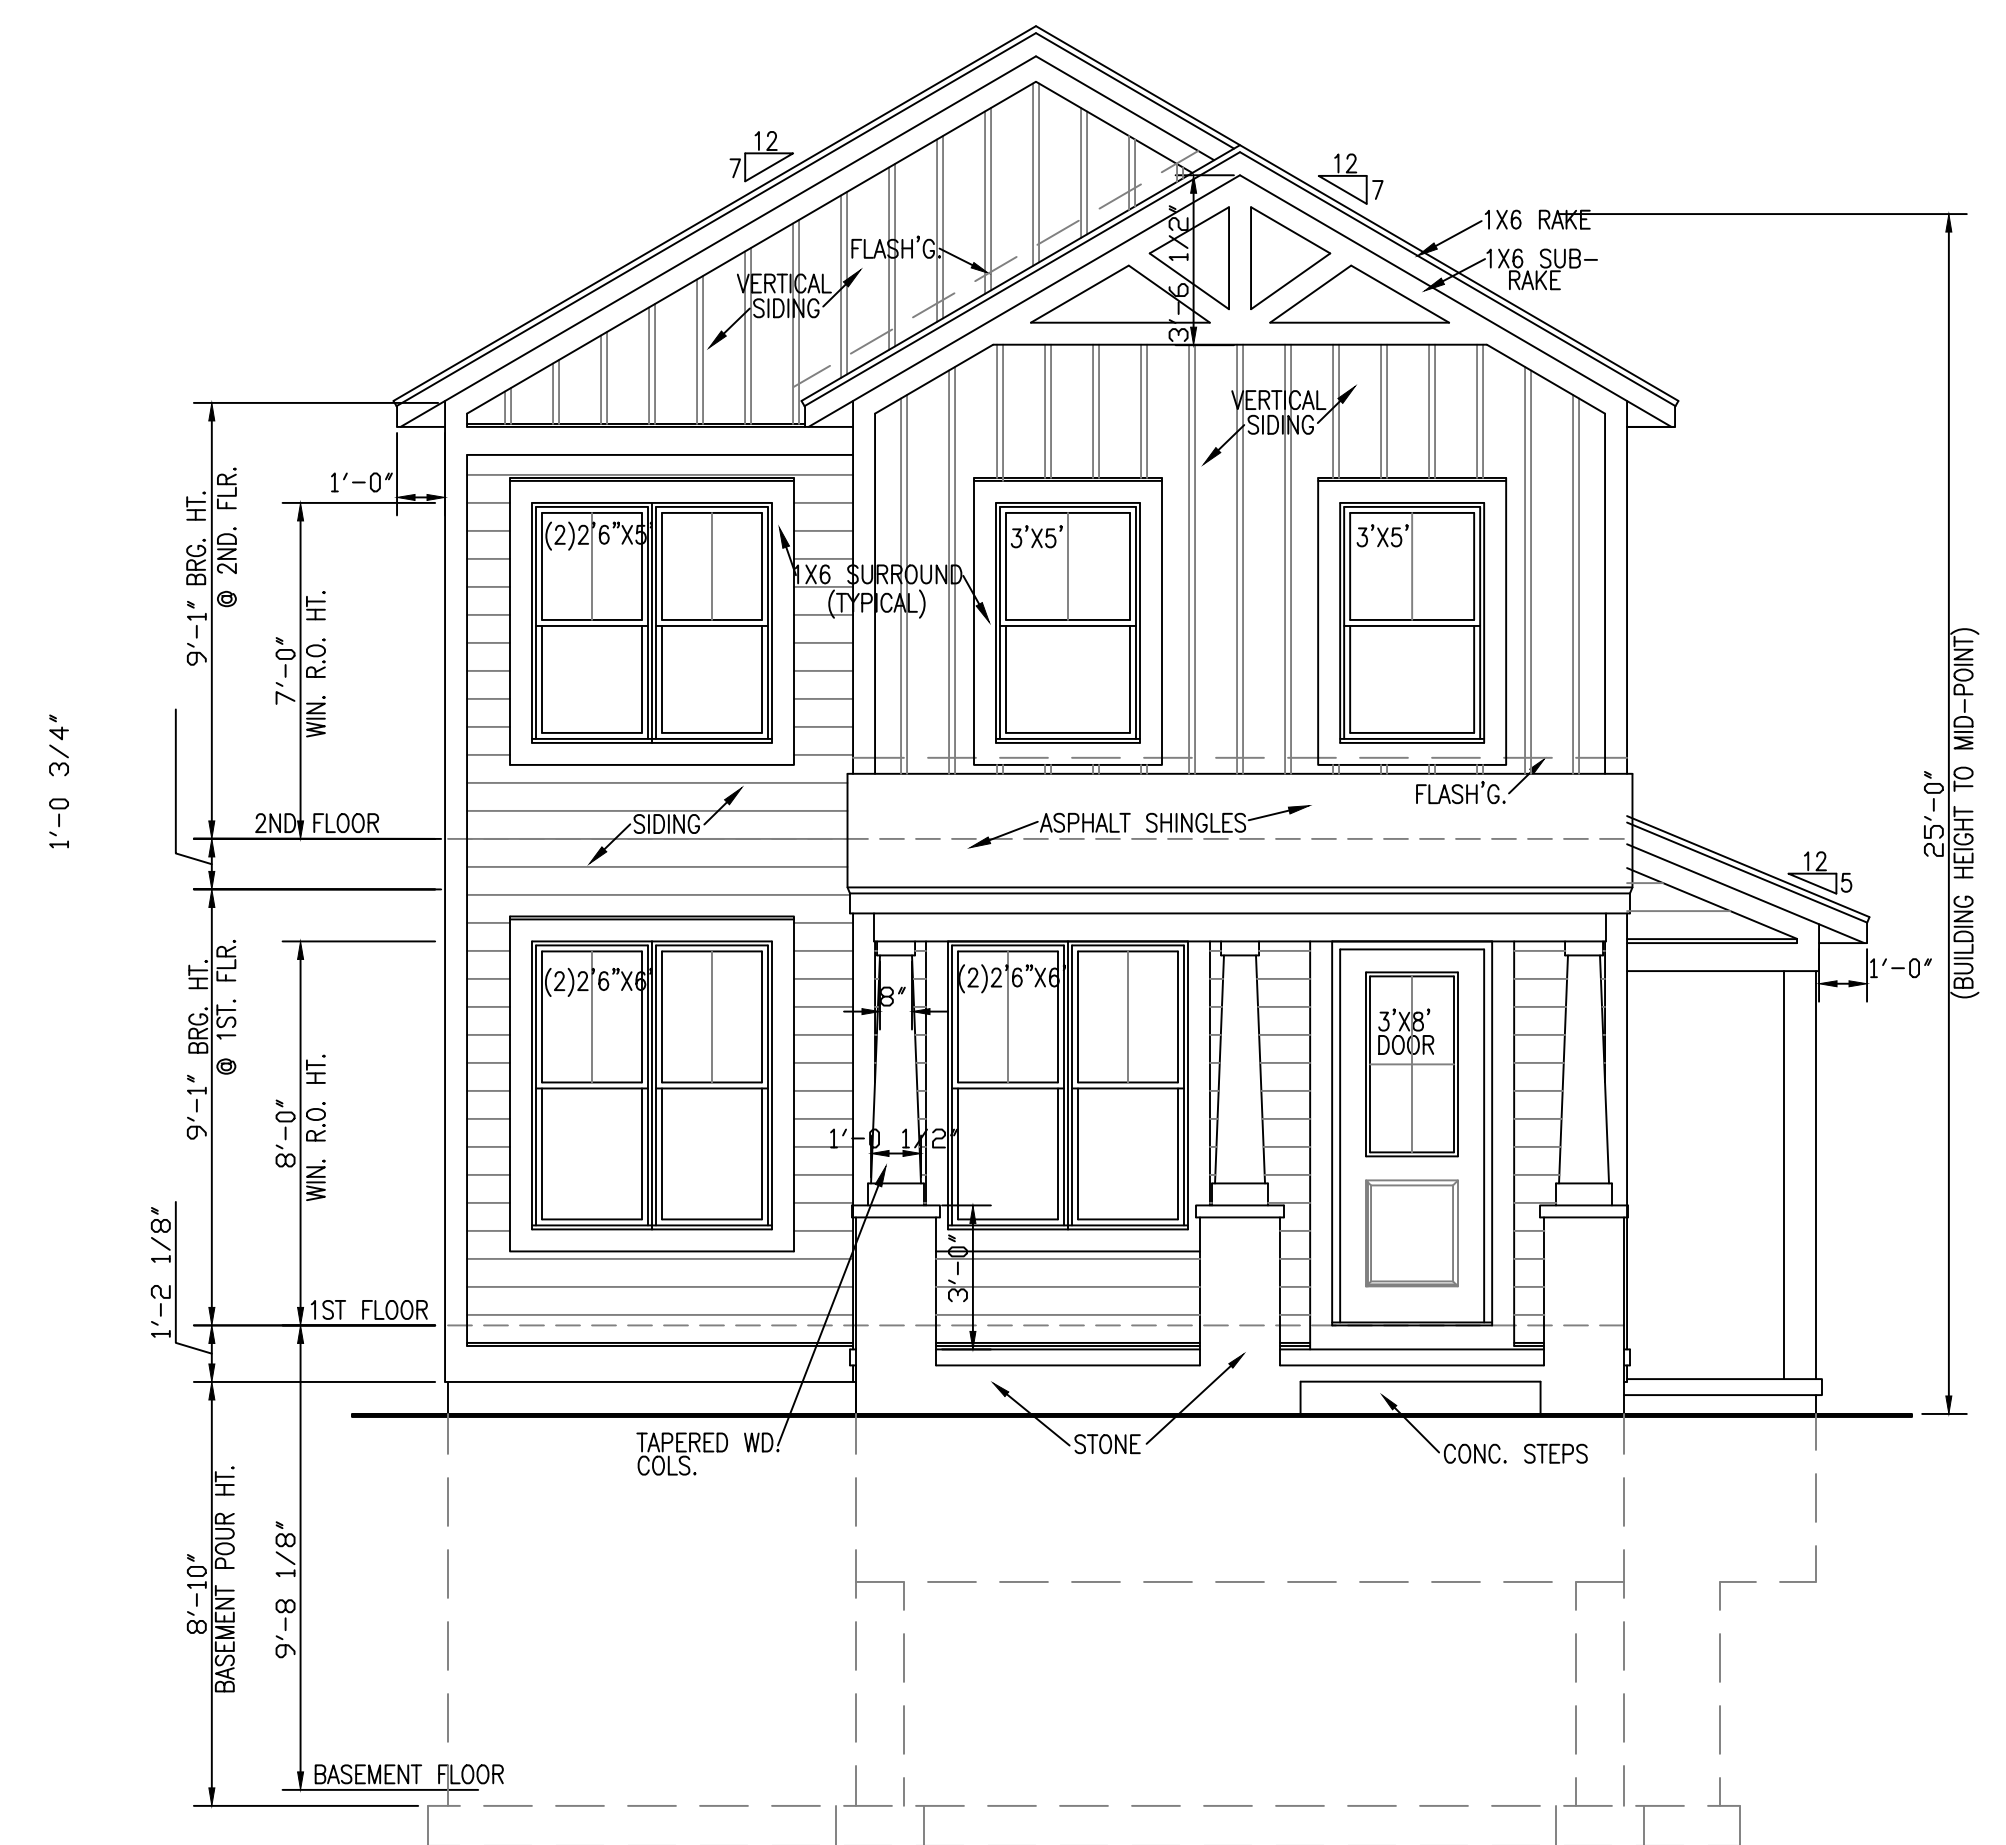 12
7
12
7
1X6 RAKE
1X6 SUB-
RAKE
FLASH'G.
VERTICAL
SIDING
3'-6 1/2"
VERTICAL
SIDING
1'-0"
9'-1" BRG. HT.
@ 2ND. FLR.
7'-0"
WIN. R.O. HT.
(2)2'6"X5'
3'X5'
3'X5'
1X6 SURROUND
(TYPICAL)
1'-0 3/4"
2ND FLOOR
SIDING
ASPHALT SHINGLES
FLASH'G.
25'-0"
(BUILDING HEIGHT TO MID-POINT)
12
5
1'-0"
9'-1" BRG. HT.
@ 1ST. FLR.
8'-0"
WIN. R.O. HT.
(2)2'6"X6'
8"
(2)2'6"X6'
3'X8'
DOOR
1'-0 1/2"
3'-0"
1'-2 1/8"
1ST FLOOR
TAPERED WD.
COLS.
STONE
CONC. STEPS
8'-10"
BASEMENT POUR HT.
9'-8 1/8"
BASEMENT FLOOR